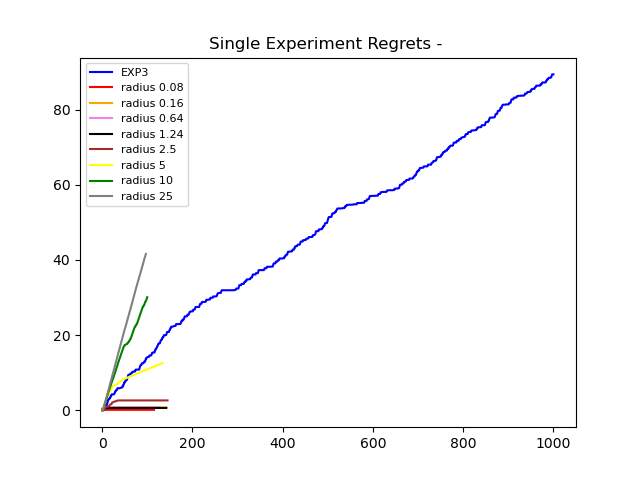 Single Experiment Regrets -
EXP3
radius 0.08
radius 0.16
radius 0.64
radius 1.24
radius 2.5
radius 5
radius 10
radius 25
80
60
40
20
0
0 200 400 600 800 1000